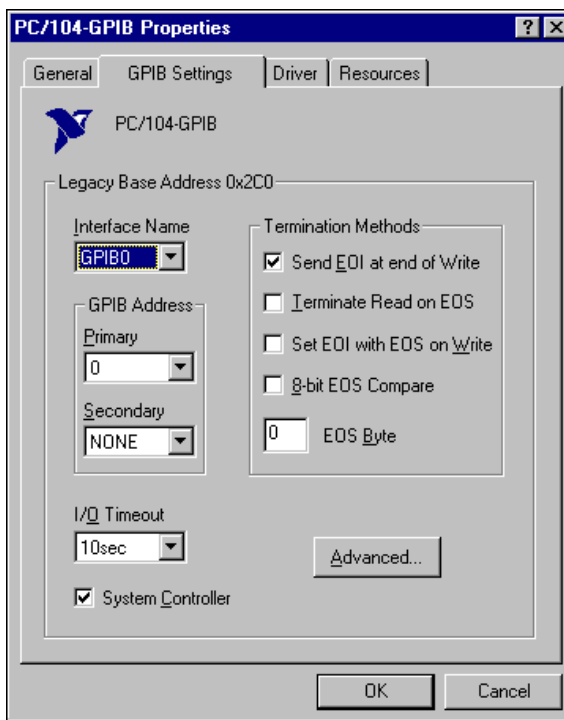 PC/104-GPIB Properties
General GPIB Settings Driver Resources
PC/104-GPIB
Legacy Base Address 0x2C0
Interface Name
GPIB0
GPIB Address
Primary
0
Secondary
NONE
I/O Timeout
10sec
System Controller
Termination Methods
Send EOI at end of Write
Terminate Read on EOS
Set EOI with EOS on Write
8-bit EOS Compare
0 EOS Byte
Advanced...
OK Cancel